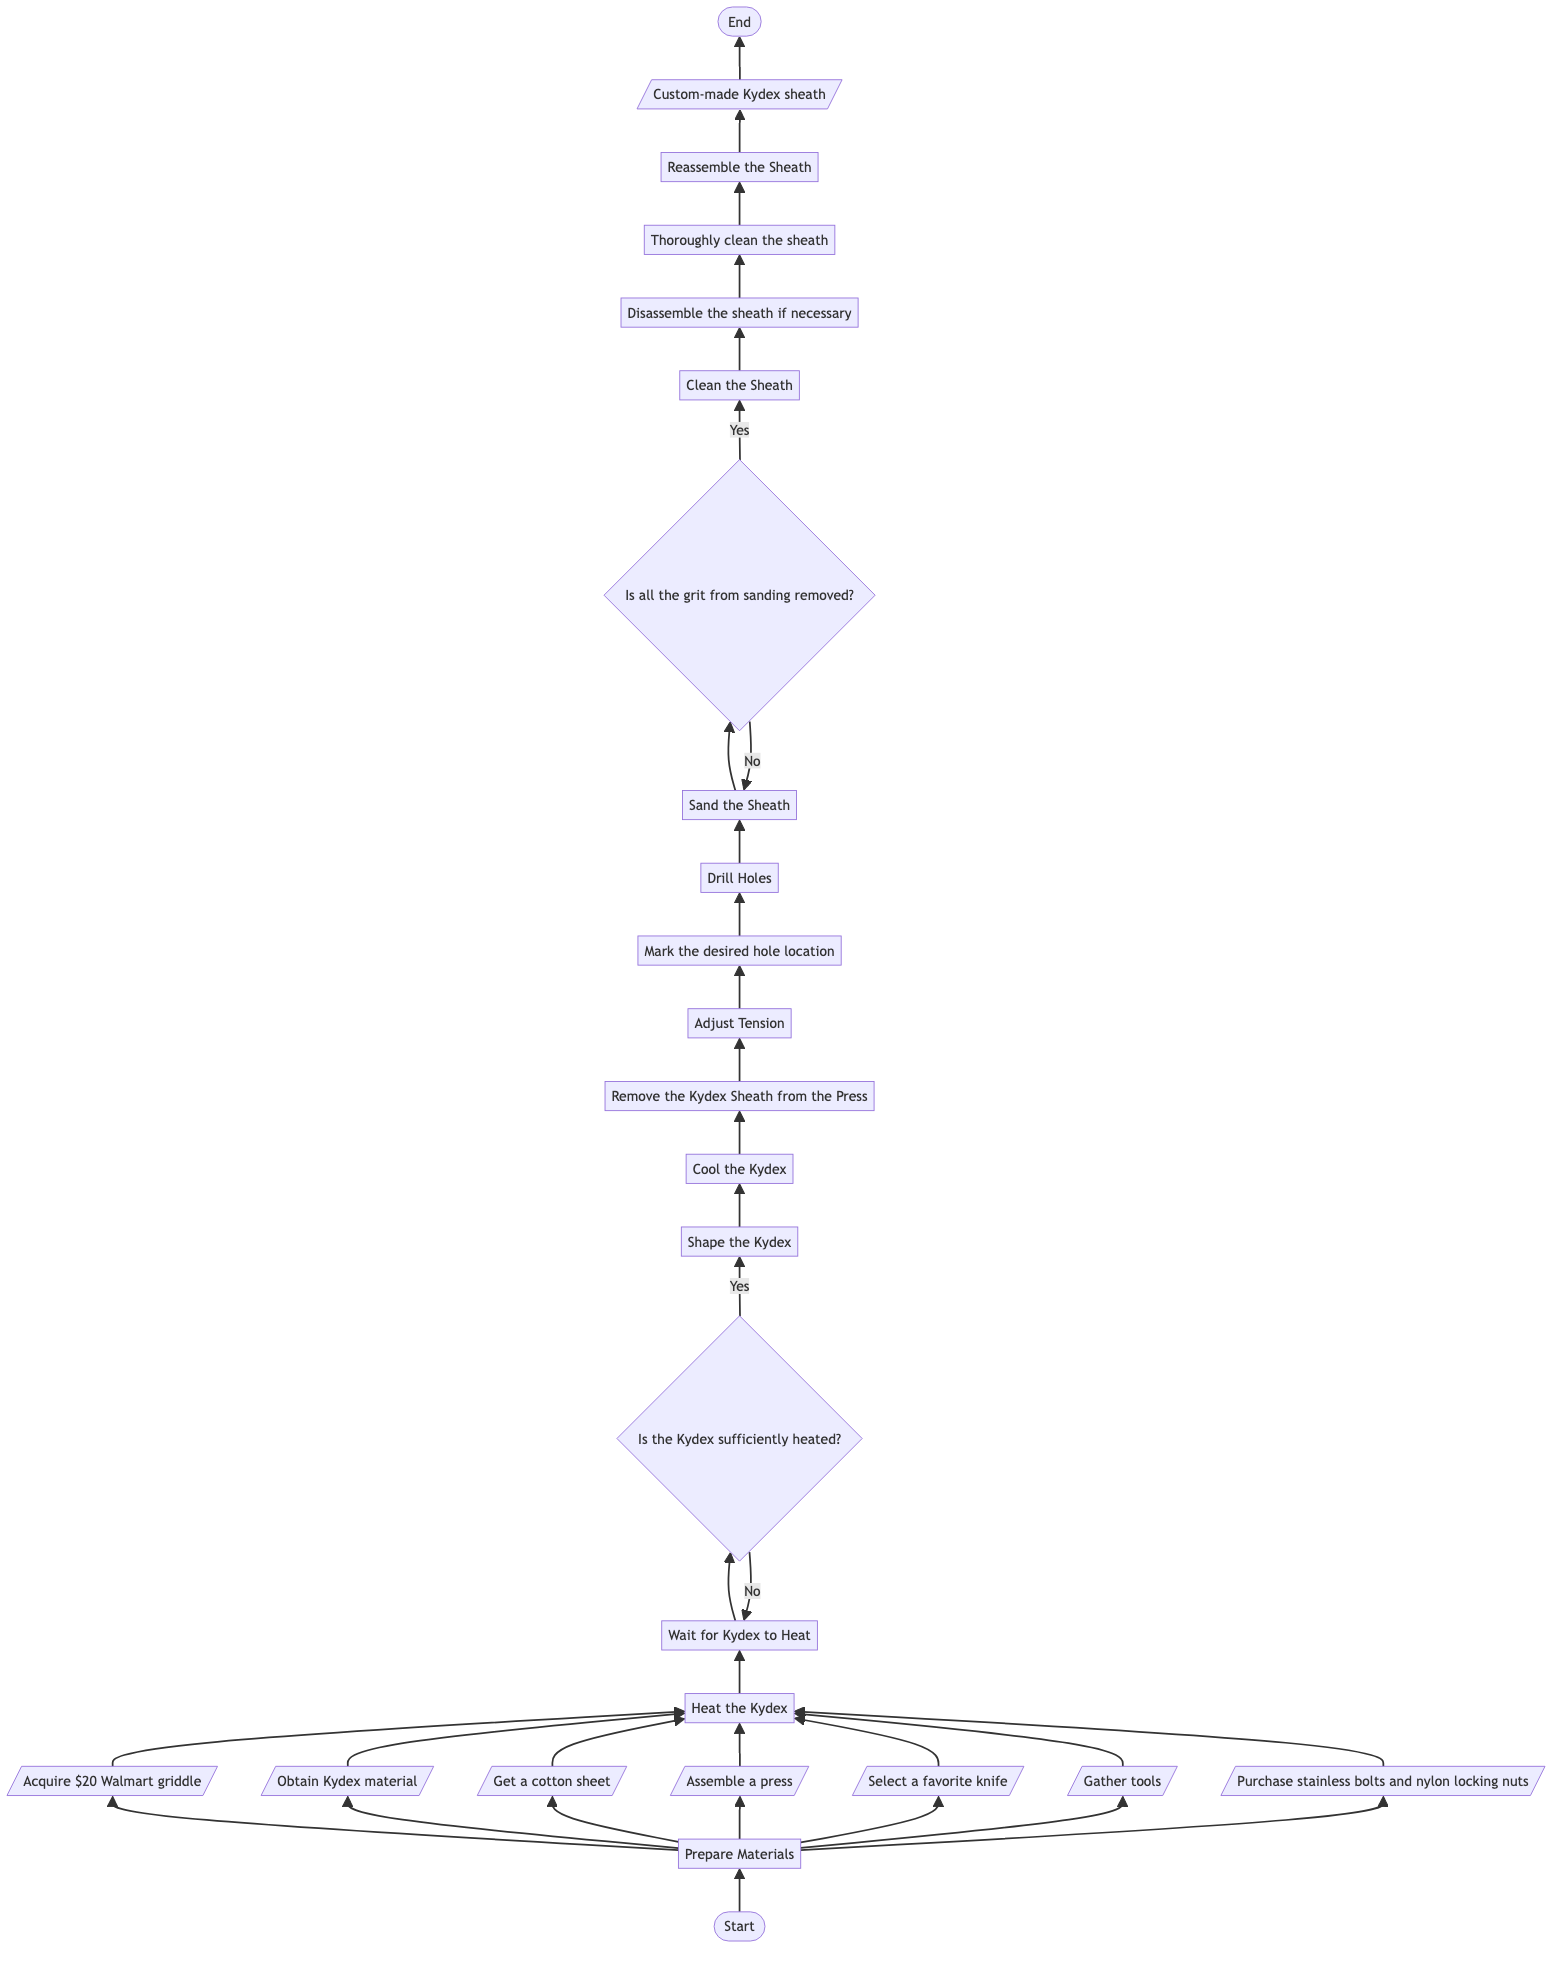 End
Custom-made Kydex sheath
Reassemble the Sheath
Thoroughly clean the sheath
Disassemble the sheath if necessary
Clean the Sheath
Yes
Is all the grit from sanding removed?
No
Sand the Sheath
Drill Holes
Mark the desired hole location
Adjust Tension
Remove the Kydex Sheath from the Press
Cool the Kydex
Shape the Kydex
Yes
Is the Kydex sufficiently heated?
No
Wait for Kydex to Heat
Heat the Kydex
Acquire $20 Walmart griddle
Obtain Kydex material
Get a cotton sheet
Assemble a press
Select a favorite knife
Gather tools
Purchase stainless bolts and nylon locking nuts
Prepare Materials
Start